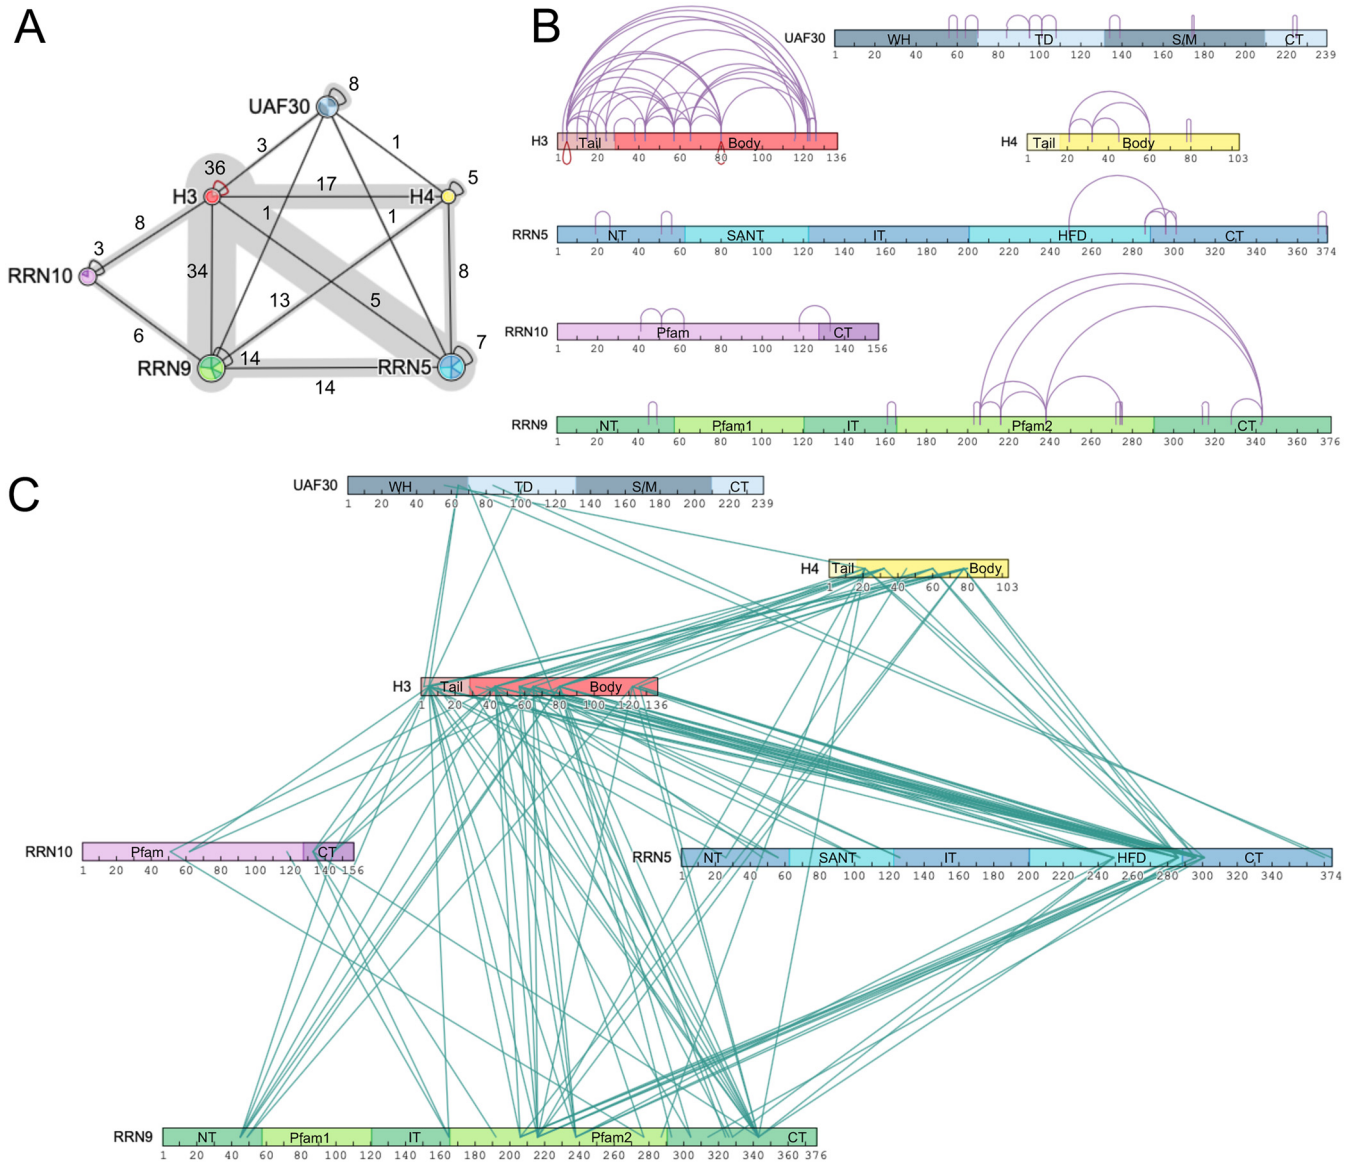 A
UAF30
8
3
1
36
H3
17
H4
5
1
1
8
3
RRN10
34
8
13
5
6
7
RRN9
14
RRN5
14
B
UAF30
WH
TD
S/M
CT
1 20 40 60 80 100 120 140 160 180 200 220 239
H3
Tail
Body
1 20 40 60 80 100 120 136
H4
Tail
Body
1 20 40 60 80 103
RRN5
NT
SANT
IT
HFD
CT
1 20 40 60 80 100 120 140 160 180 200 220 240 260 280 300 320 340 374
RRN10
Pfam
CT
1 20 40 60 80 100 120 156
RRN9
NT
Pfam1
IT
Pfam2
CT
1 20 40 60 80 100 120 140 160 180 200 220 240 260 280 300 320 340 360 376
C
UAF30
WH
TD
S/M
CT
1 20 40 60 80 100 120 140 160 180 200 220 239
H4
Tail
Body
1 20 40 60 80 103
H3
Tail
Body
1 20 40 60 80 100 120 136
RRN10
Pfam
CT
1 20 40 60 80 100 120 140 156
RRN5
NT
SANT
IT
HFD
CT
1 20 40 60 80 100 120 140 160 180 200 220 240 260 280 300 320 340 374
RRN9
NT
Pfam1
IT
Pfam2
CT
1 20 40 60 80 100 120 140 160 180 200 220 240 260 280 300 320 340 360 376